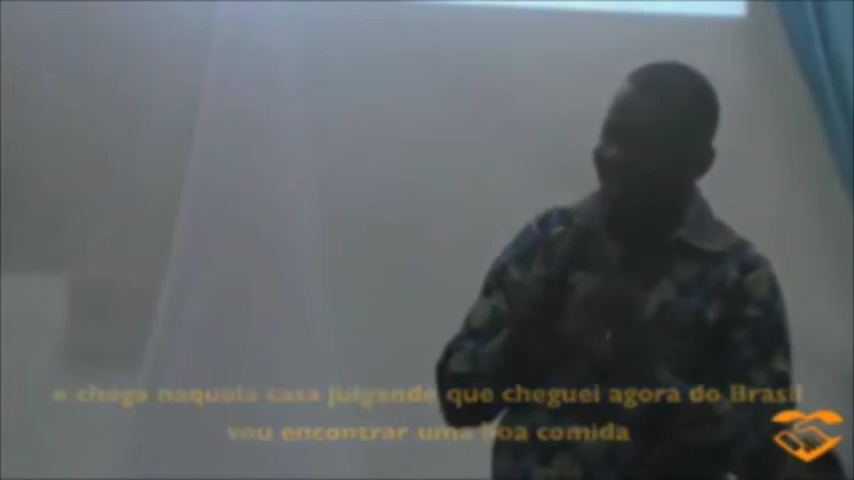 e chega naquela casa julgando que cheguei agora do Brasil
vou encontrar uma boa comida